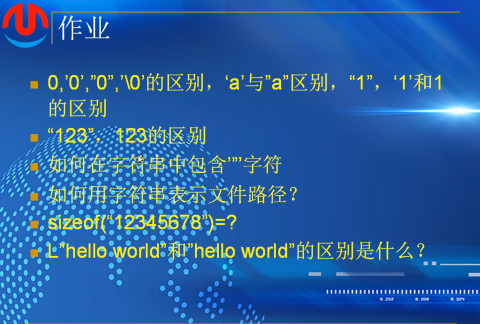 作业
0,’0’,”0”,’\0’的区别，‘a’与”a”区别，“1”，‘1’和1
的区别
“123”，123的区别
如何在字符串中包含’”’字符
如何用字符串表示文件路径？
sizeof(“12345678”)=?
L”hello world”和”hello world”的区别是什么？
0.252 0.288 0.324